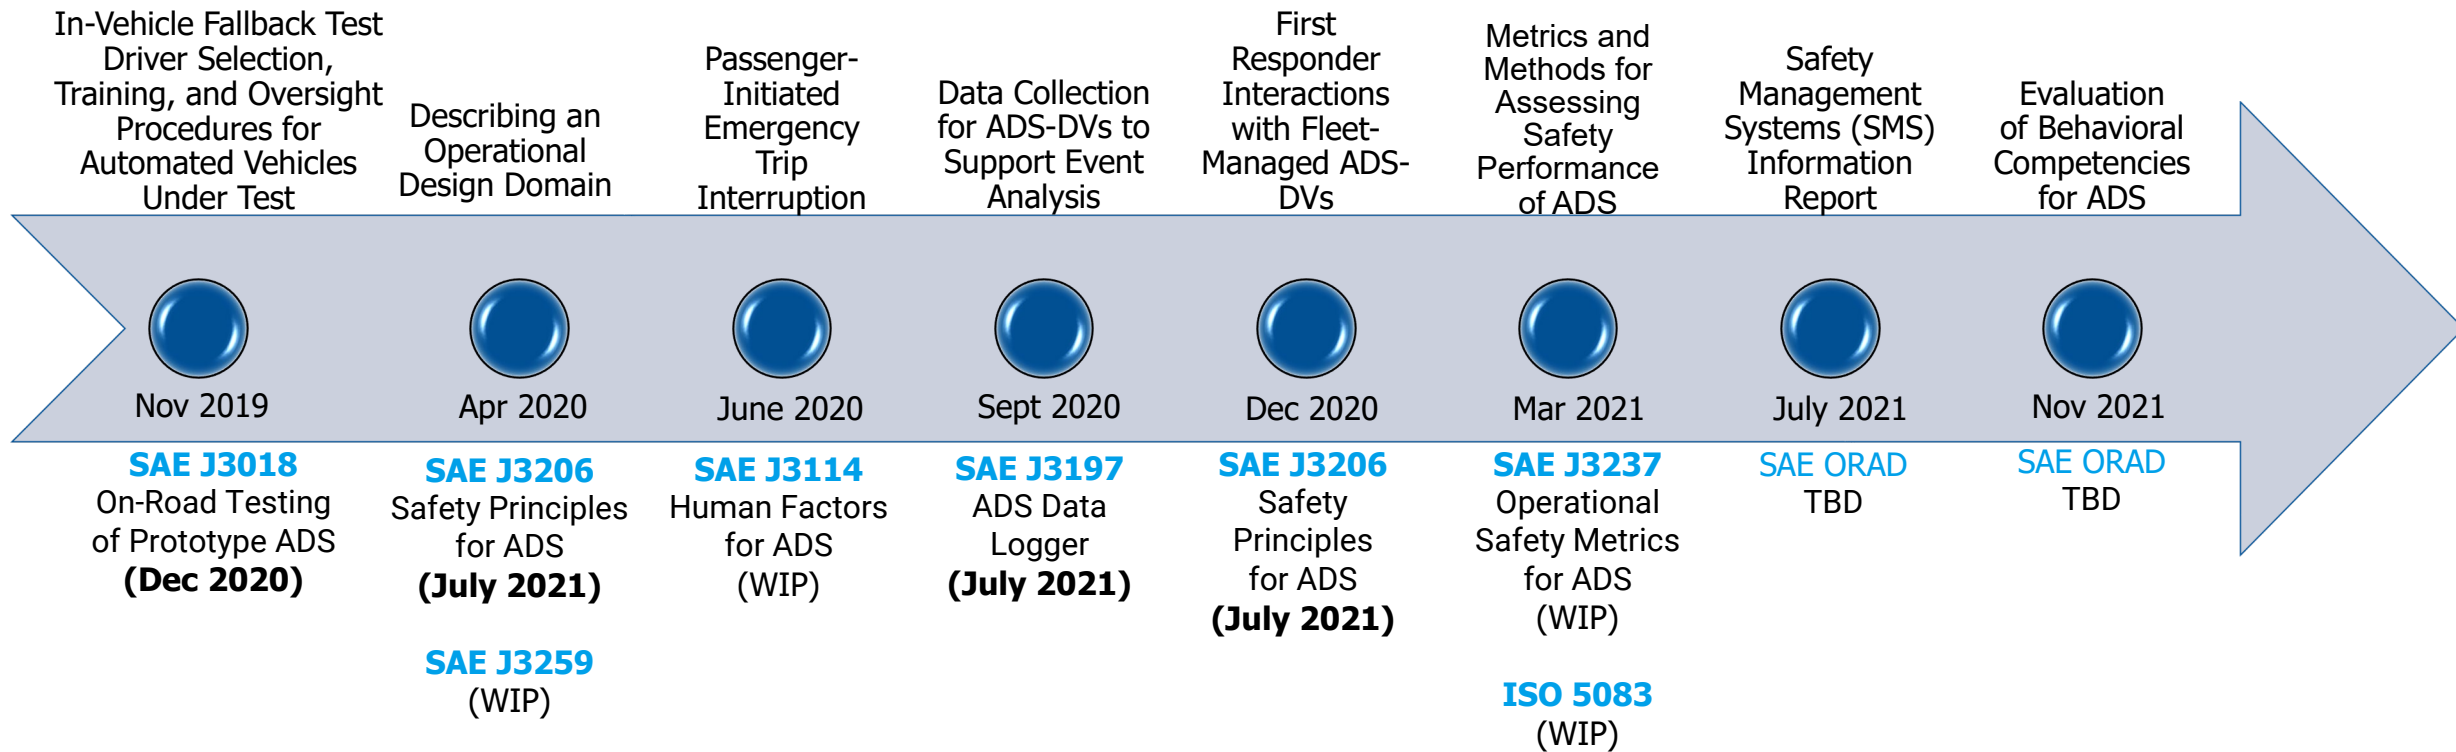 In-Vehicle Fallback Test
Driver Selection,
Training, and Oversight
Procedures for
Automated Vehicles
Under Test
Describing an
Operational
Design Domain
Passenger-
Initiated
Emergency
Trip
Interruption
Data Collection
for ADS-DVs to
Support Event
Analysis
First
Responder
Interactions
with Fleet-
Managed ADS-
DVs
Metrics and
Methods for
Assessing
Safety
Performance
of ADS
Safety
Management
Systems (SMS)
Information
Report
Evaluation
of Behavioral
Competencies
for ADS
Nov 2019
Apr 2020
June 2020
Sept 2020
Dec 2020
Mar 2021
July 2021
Nov 2021
SAE J3018
On-Road Testing
of Prototype ADS
(Dec 2020)
SAE J3206
Safety Principles
for ADS
(July 2021)
SAE J3259
(WIP)
SAE J3114
Human Factors
for ADS
(WIP)
SAE J3197
ADS Data
Logger
(July 2021)
SAE J3206
Safety
Principles
for ADS
(July 2021)
SAE J3237
Operational
Safety Metrics
for ADS
(WIP)
ISO 5083
(WIP)
SAE ORAD
TBD
SAE ORAD
TBD